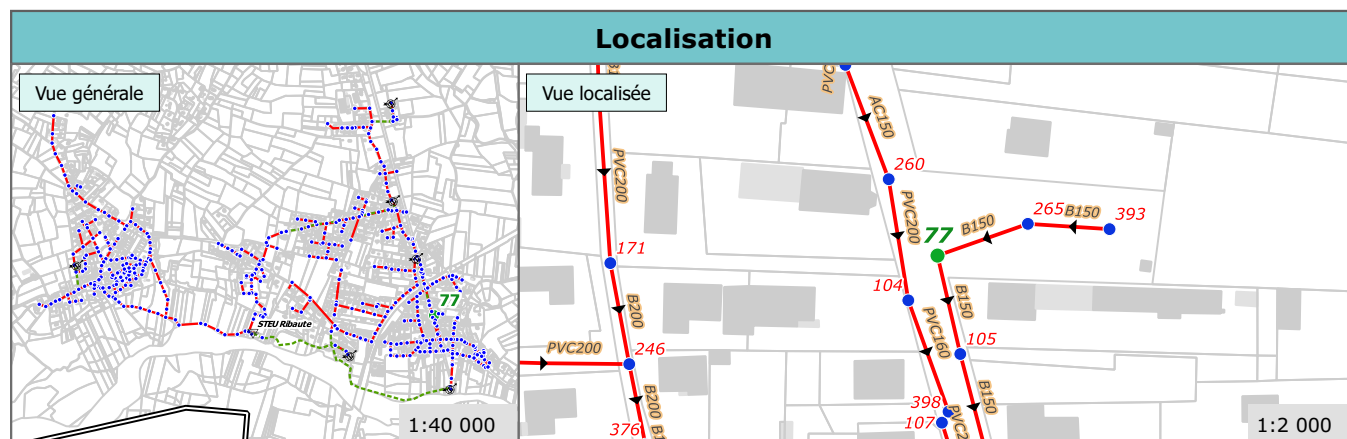 Localisation
Vue générale
77
STEU Ribaute
1:40 000
Vue localisée
PVC200
171
B200
246
PVC200
B200
376
AC150
260
PVC200
104
PVC160
398
107
77
B150
265
B150
393
B150
105
B150
1:2 000